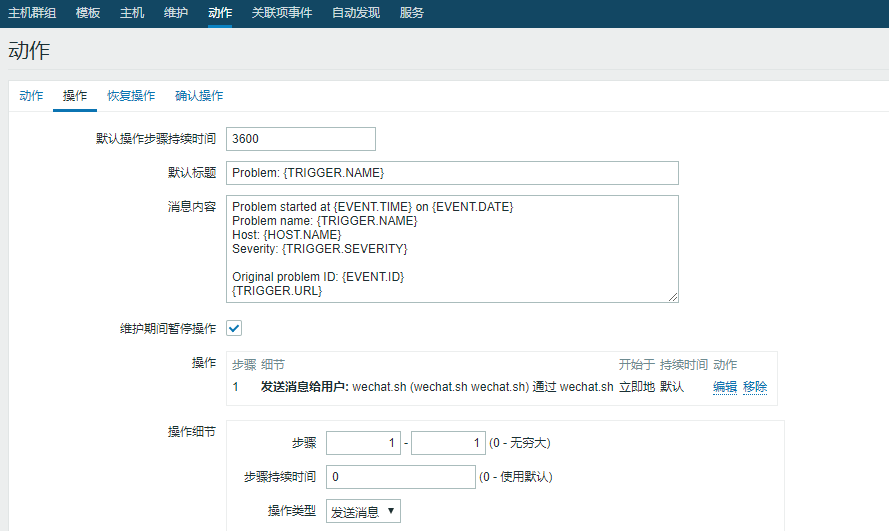 主机群组 模板 主机 维护 动作 关联项事件 自动发现 服务
动作
动作 操作 恢复操作 确认操作
默认操作步骤持续时间 3600
默认标题 Problem: {TRIGGER.NAME}
消息内容 Problem started at {EVENT.TIME} on {EVENT.DATE}
Problem name: {TRIGGER.NAME}
Host: {HOST.NAME}
Severity: {TRIGGER.SEVERITY}
Original problem ID: {EVENT.ID}
{TRIGGER.URL}
维护期间暂停操作
操作 步骤 细节 开始于 持续时间 动作
1 发送消息给用户: wechat.sh (wechat.sh wechat.sh) 通过 wechat.sh 立即地 默认 编辑 移除
操作细节
步骤 1 - 1 (0 - 无穷大)
步骤持续时间 0 (0 - 使用默认)
操作类型 发送消息